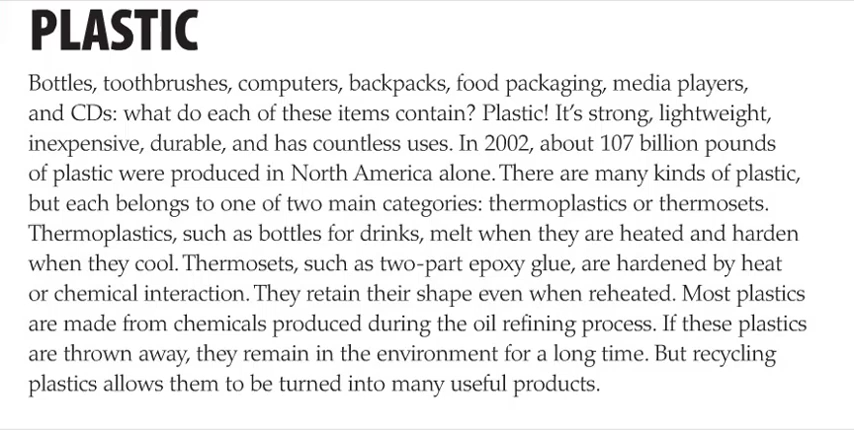 PLASTIC
Bottles, toothbrushes, computers, backpacks, food packaging, media players,
and CDs: what do each of these items contain? Plastic! It’s strong, lightweight,
inexpensive, durable, and has countless uses. In 2002, about 107 billion pounds
of plastic were produced in North America alone. There are many kinds of plastic,
but each belongs to one of two main categories: thermoplastics or thermosets.
Thermoplastics, such as bottles for drinks, melt when they are heated and harden
when they cool. Thermosets, such as two-part epoxy glue, are hardened by heat
or chemical interaction. They retain their shape even when reheated. Most plastics
are made from chemicals produced during the oil refining process. If these plastics
are thrown away, they remain in the environment for a long time. But recycling
plastics allows them to be turned into many useful products.